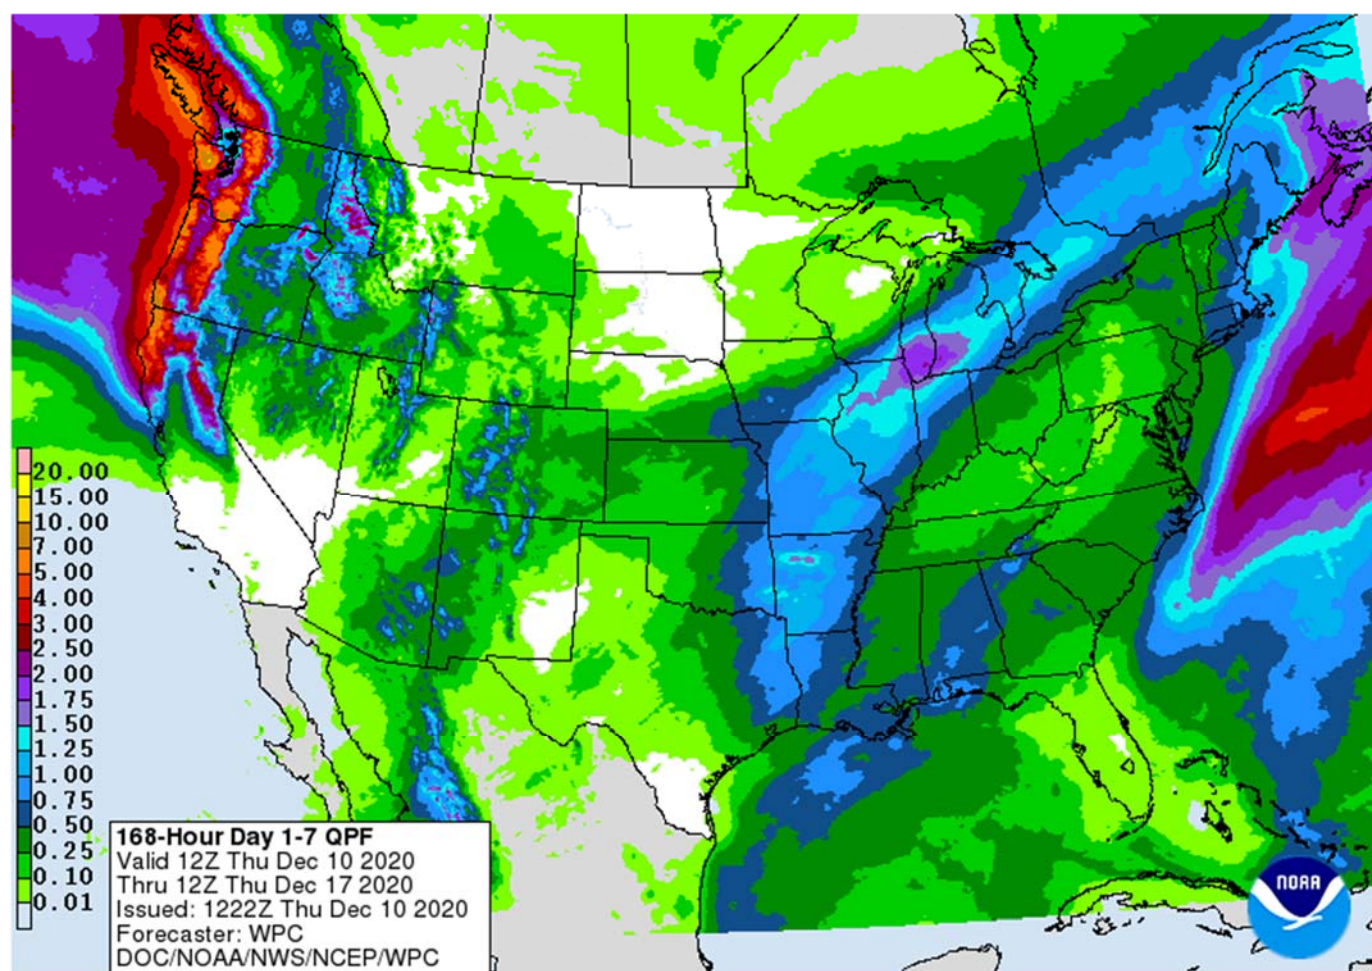 20.00
15.00
10.00
7.00
5.00
4.00
3.00
2.50
2.00
1.75
1.50
1.25
1.00
0.75
0.50
0.25
0.10
0.01
168-Hour Day 1-7 QPF
Valid 12Z Thu Dec 10 2020
Thru 12Z Thu Dec 17 2020
Issued: 1222Z Thu Dec 10 2020
Forecaster: WPC
DOC/NOAA/NWS/NCEP/WPC
NOAA